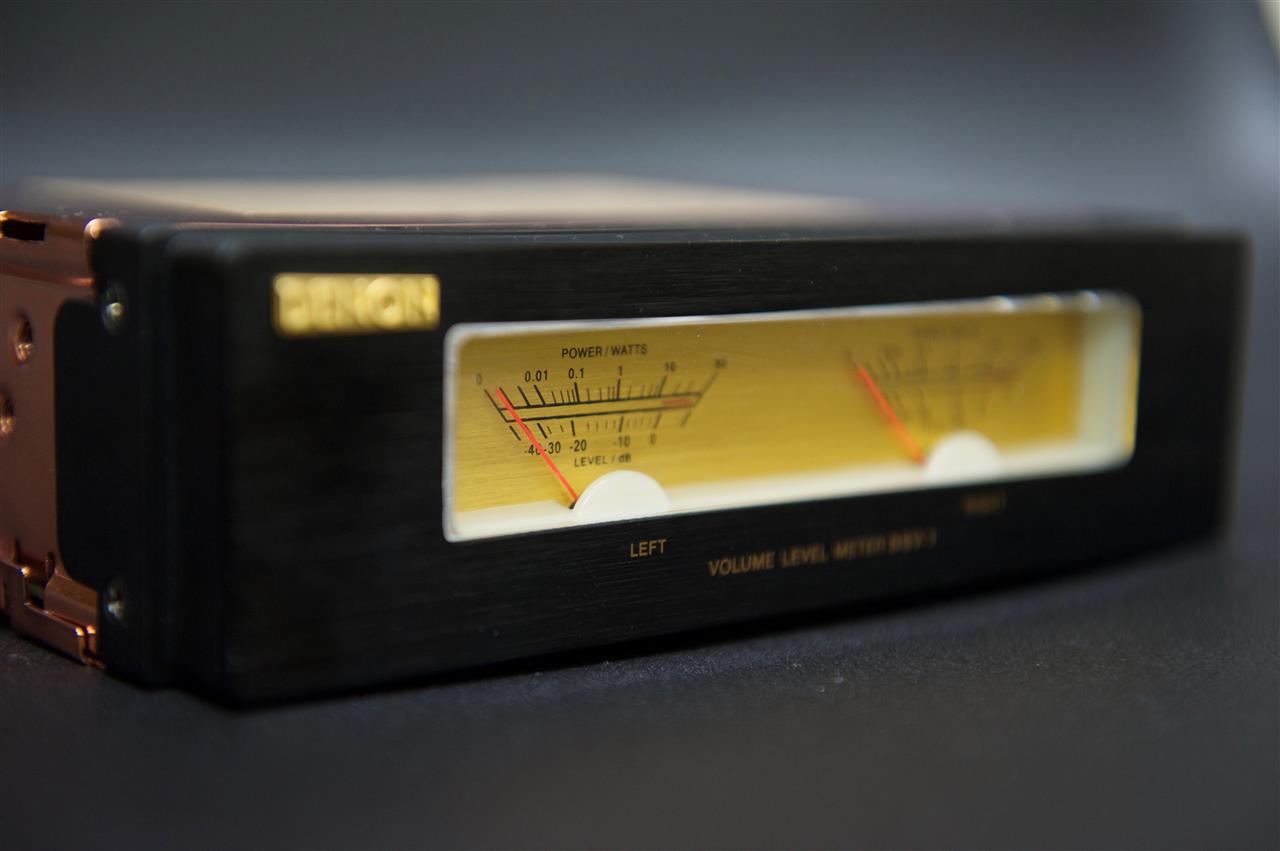 DENON
POWER / WATTS
0 0.01 0.1 1 10 50
-40 -30 -20 -10 0
LEVEL / dB
LEFT
VOLUME LEVEL METER